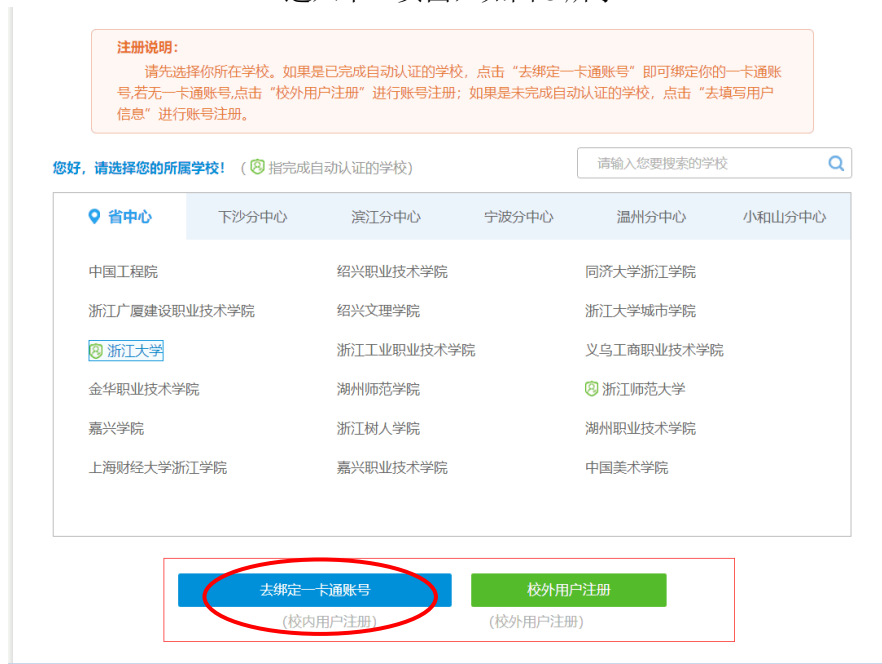 注册说明：
请先选择你所在学校。如果是已完成自动认证的学校，点击“去绑定一卡通账号”即可绑定你的一卡通账
号,若无一卡通账号,点击“校外用户注册”进行账号注册；如果是未完成自动认证的学校，点击“去填写用户
信息”进行账号注册。
您好，请选择您的所属学校！（ 指完成自动认证的学校) 请输入您要搜索的学校
省中心 下沙分中心 滨江分中心 宁波分中心 温州分中心 小和山分中心
中国工程院 绍兴职业技术学院 同济大学浙江学院
浙江广厦建设职业技术学院 绍兴文理学院 浙江大学城市学院
浙江大学 浙江工业职业技术学院 义乌工商职业技术学院
金华职业技术学院 湖州师范学院 浙江师范大学
嘉兴学院 浙江树人学院 湖州职业技术学院
上海财经大学浙江学院 嘉兴职业技术学院 中国美术学院
去绑定一卡通账号 校外用户注册
(校内用户注册) (校外用户注册)